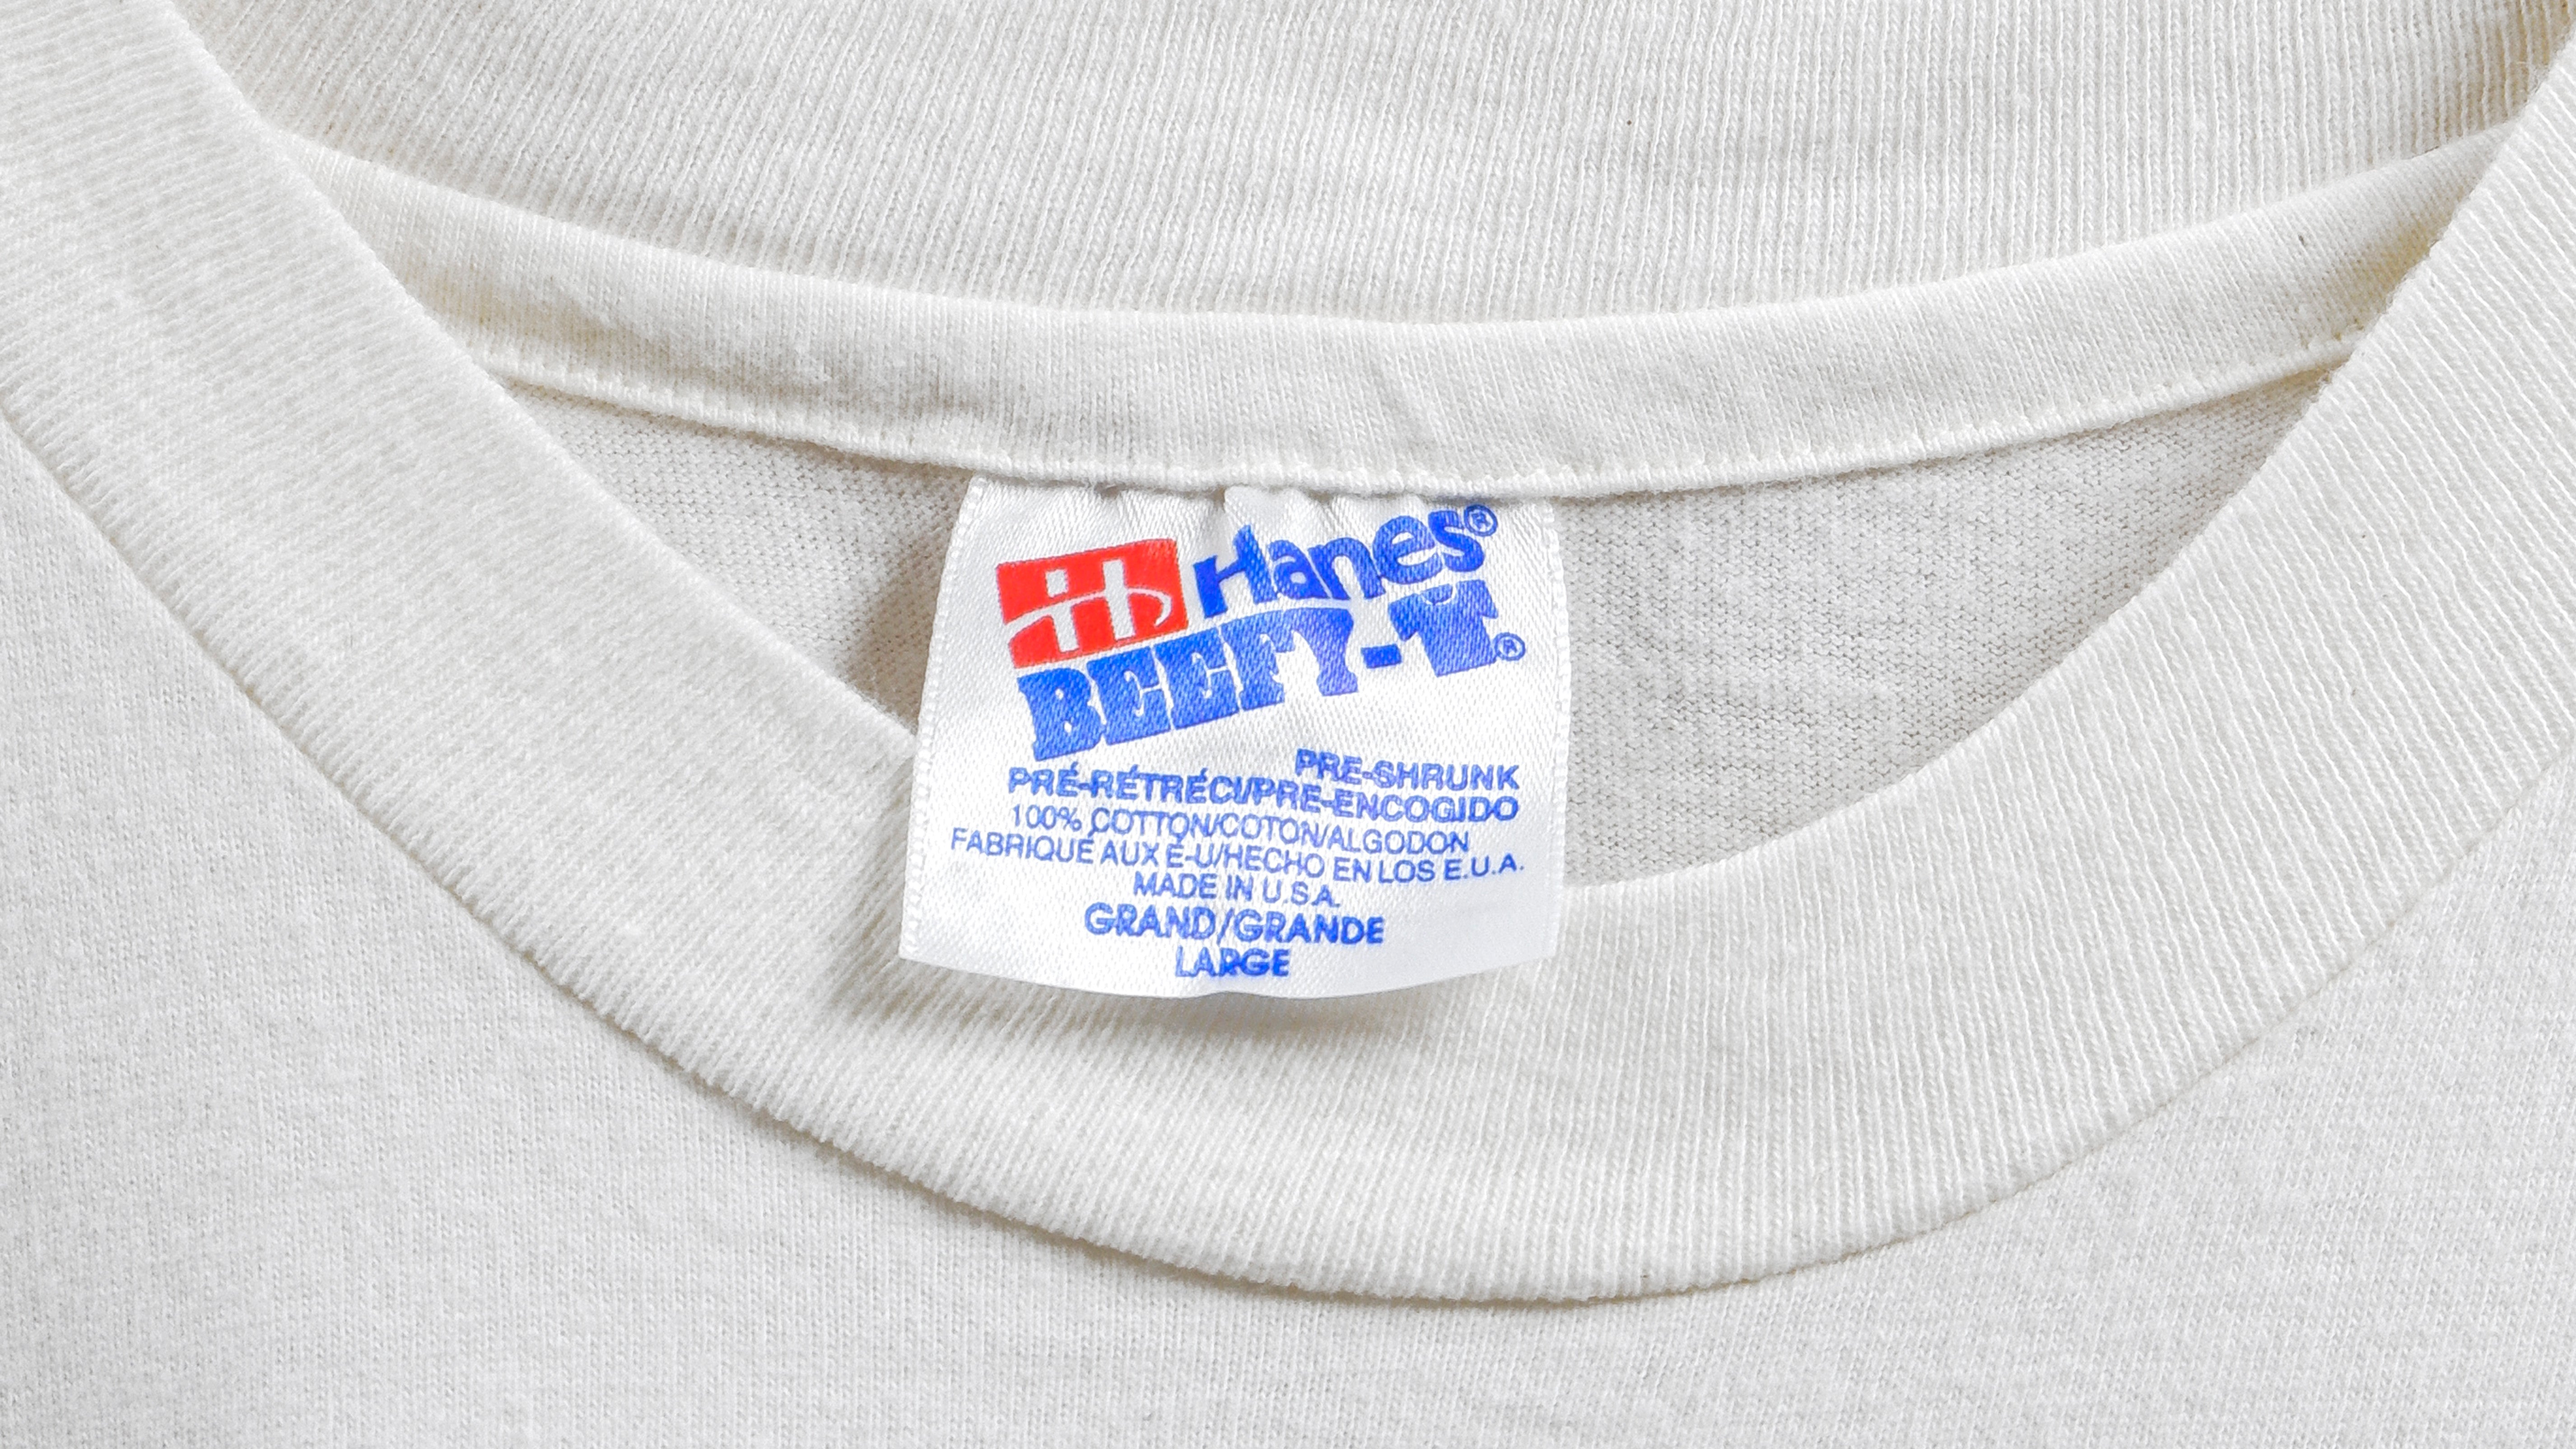 Hanes®
BEEFY-T®
PRE-SHRUNK
PRÉ-RÉTRÉCI/PRE-ENCOGIDO
100% COTTON/COTON/ALGODON
FABRIQUÉ AUX É-U/HECHO EN LOS E.U.A.
MADE IN U.S.A.
GRAND/GRANDE
LARGE